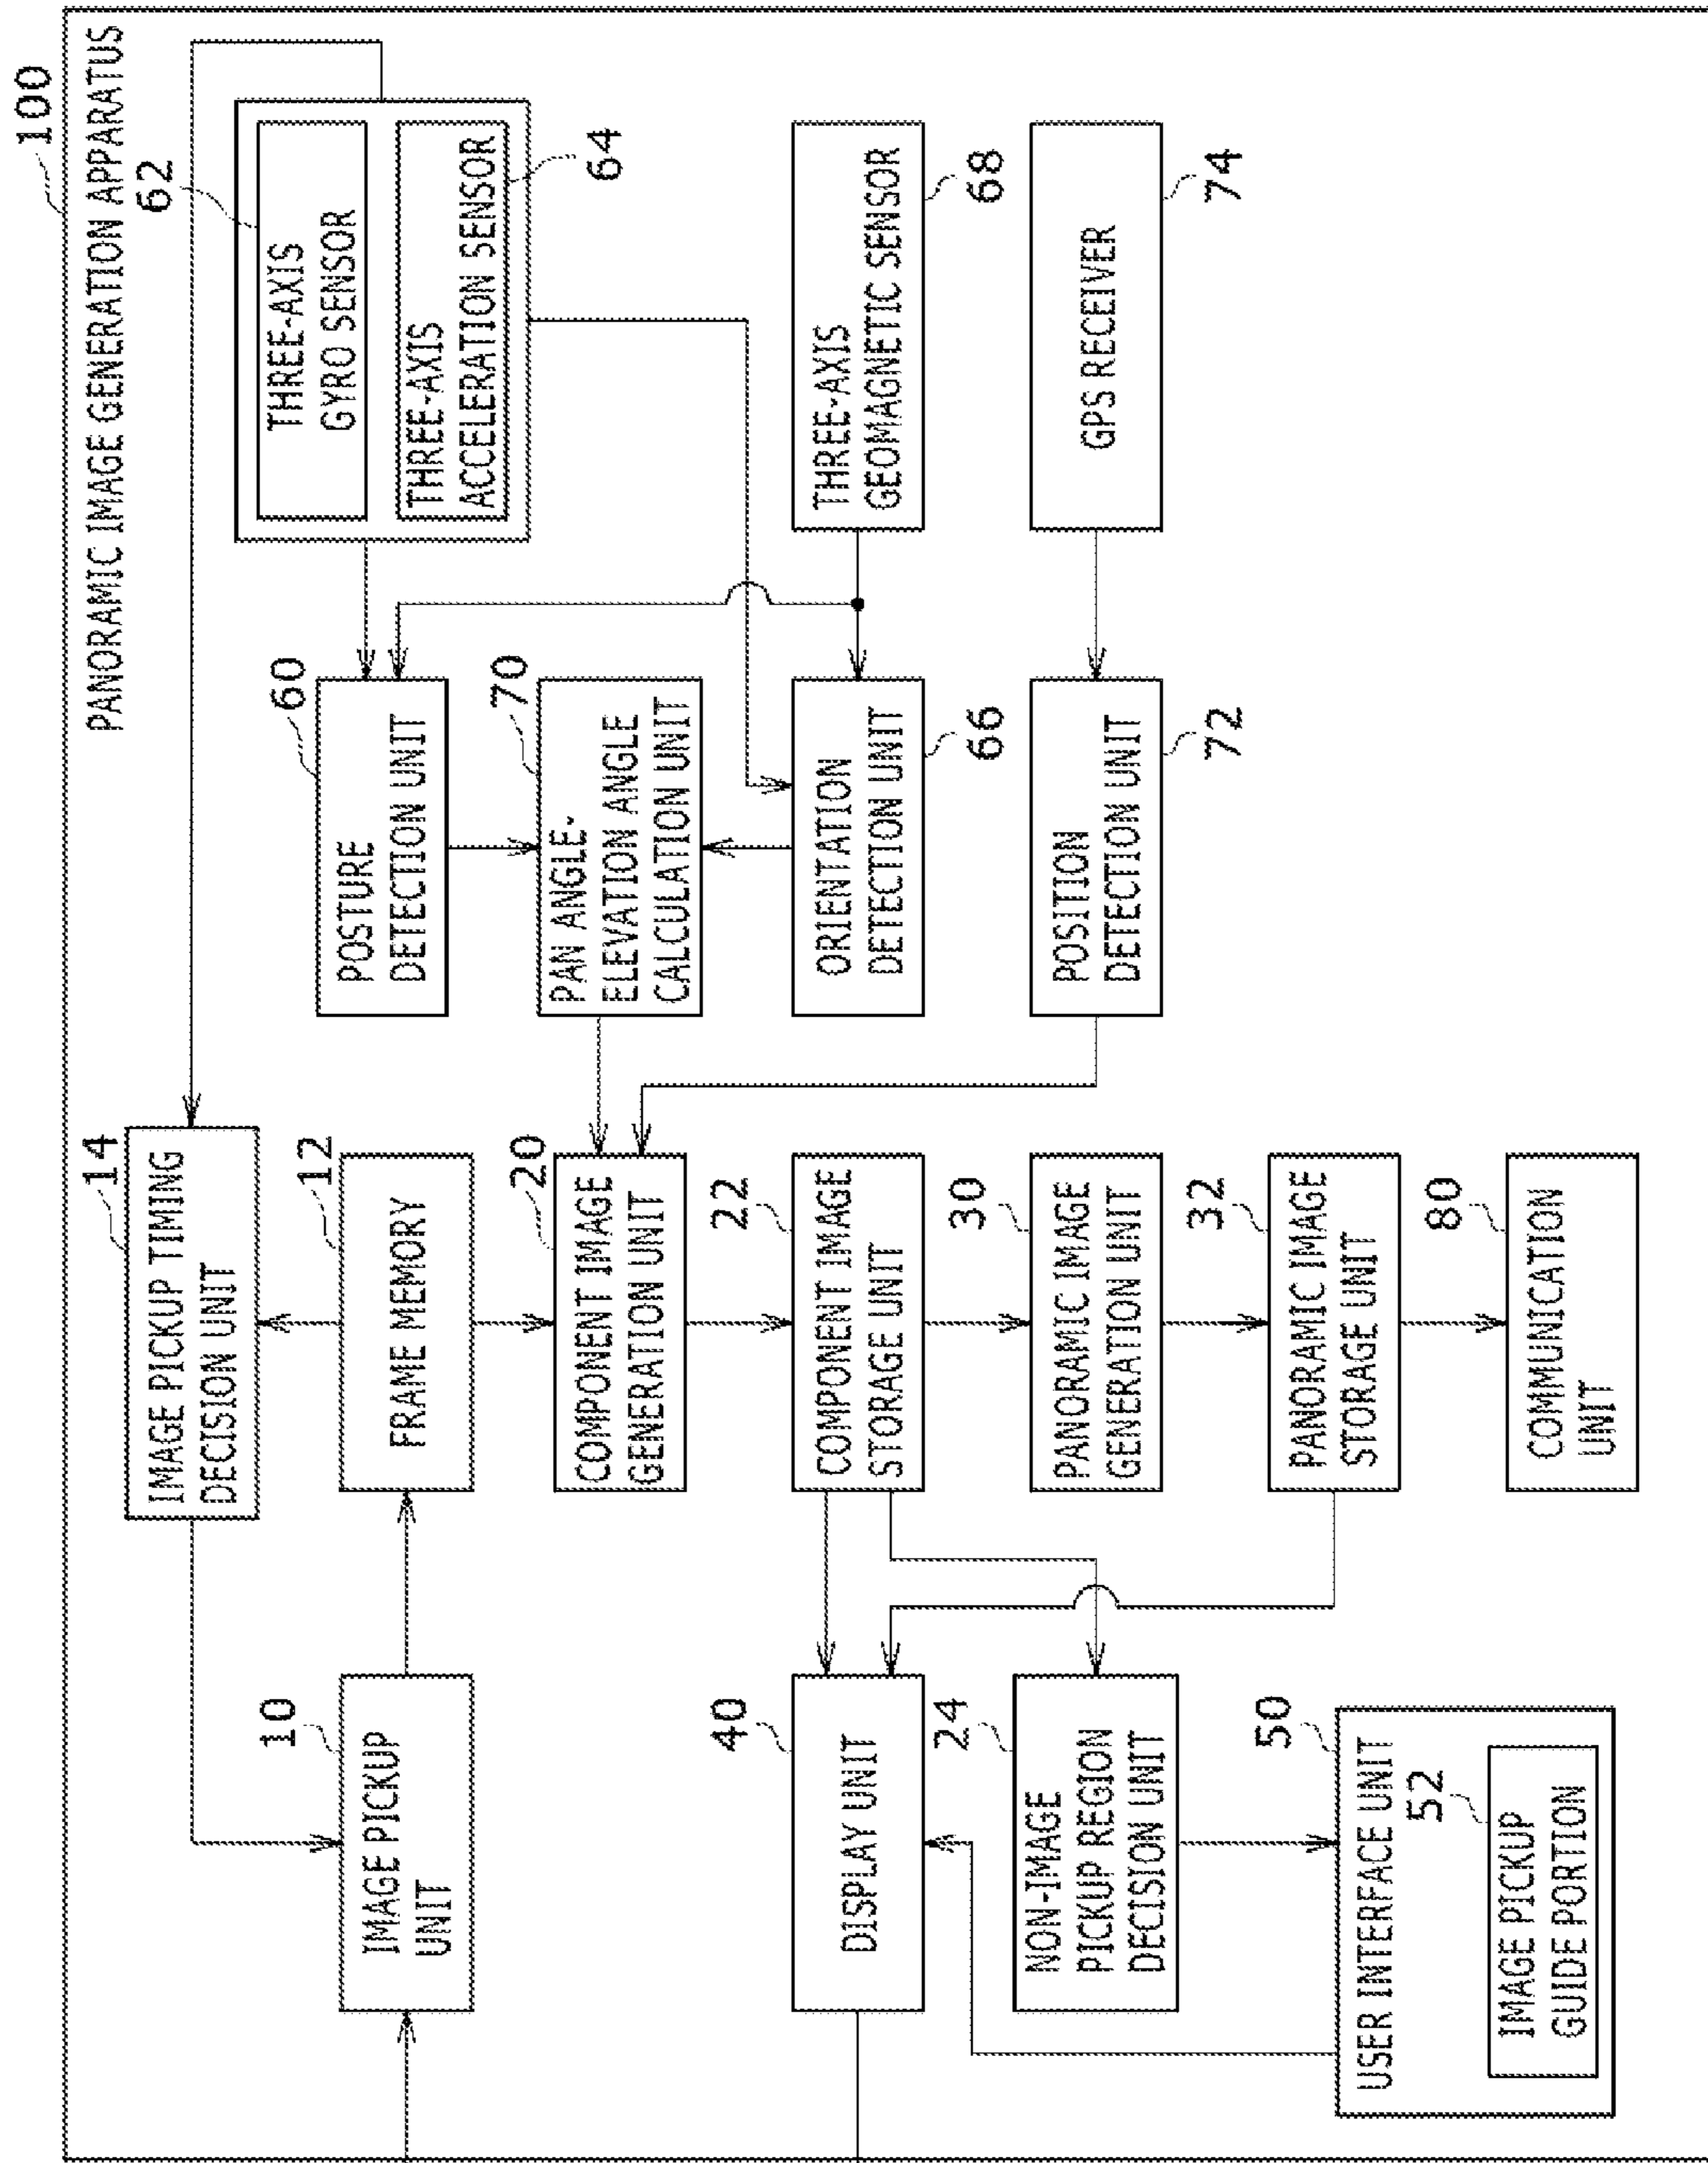 100
PANORAMIC IMAGE GENERATION APPARATUS
14
IMAGE PICKUP TIMING
DECISION UNIT
62
THREE-AXIS
GYRO SENSOR
THREE-AXIS
ACCELERATION SENSOR
64
10
IMAGE PICKUP
UNIT
12
FRAME MEMORY
60
POSTURE
DETECTION UNIT
20
COMPONENT IMAGE
GENERATION UNIT
70
PAN ANGLE-
ELEVATION ANGLE
CALCULATION UNIT
40
DISPLAY UNIT
22
COMPONENT IMAGE
STORAGE UNIT
ORIENTATION
DETECTION UNIT
66
THREE-AXIS
GEOMAGNETIC SENSOR
68
24
NON-IMAGE
PICKUP REGION
DECISION UNIT
30
PANORAMIC IMAGE
GENERATION UNIT
POSITION
DETECTION UNIT
72
GPS RECEIVER
74
50
USER INTERFACE UNIT
52
IMAGE PICKUP
GUIDE PORTION
32
PANORAMIC IMAGE
STORAGE UNIT
80
COMMUNICATION
UNIT